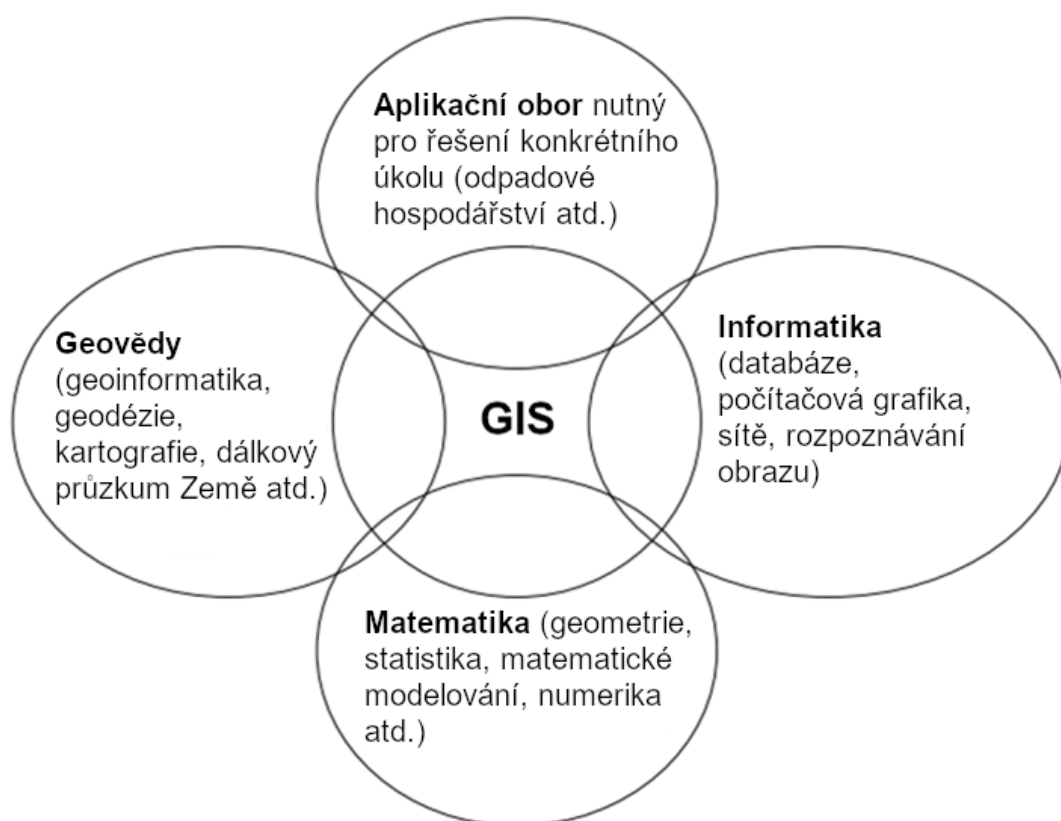 Aplikační obor nutný
pro řešení konkrétního
úkolu (odpadové
hospodářství atd.)
Geovědy
(geoinformatika,
geodézie,
kartografie, dálkový
průzkum Země atd.)
GIS
Informatika
(databáze,
počítačová grafika,
sítě, rozpoznávání
obrazu)
Matematika (geometrie,
statistika, matematické
modelování, numerika
atd.)